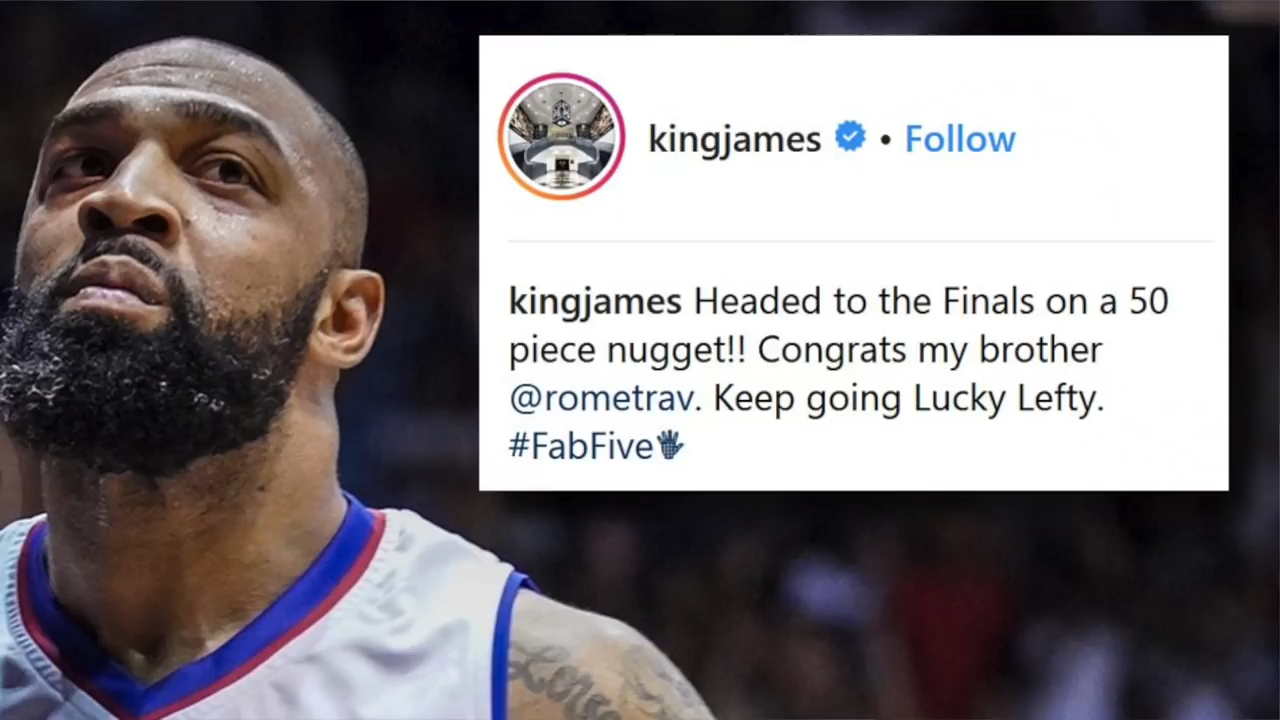 kingjames • Follow
kingjames Headed to the Finals on a 50
piece nugget!! Congrats my brother
@rometrav. Keep going Lucky Lefty.
#FabFive🤚🏾